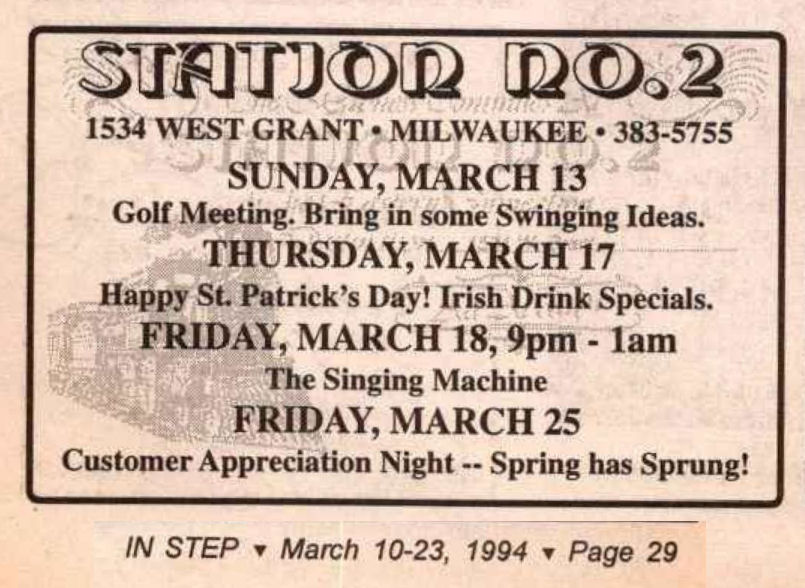 STATION NO. 2
1534 WEST GRANT • MILWAUKEE • 383-5755
SUNDAY, MARCH 13
Golf Meeting. Bring in some Swinging Ideas.
THURSDAY, MARCH 17
Happy St. Patrick's Day! Irish Drink Specials.
FRIDAY, MARCH 18, 9pm - 1am
The Singing Machine
FRIDAY, MARCH 25
Customer Appreciation Night -- Spring has Sprung!
IN STEP ▼ March 10-23, 1994 ▼ Page 29